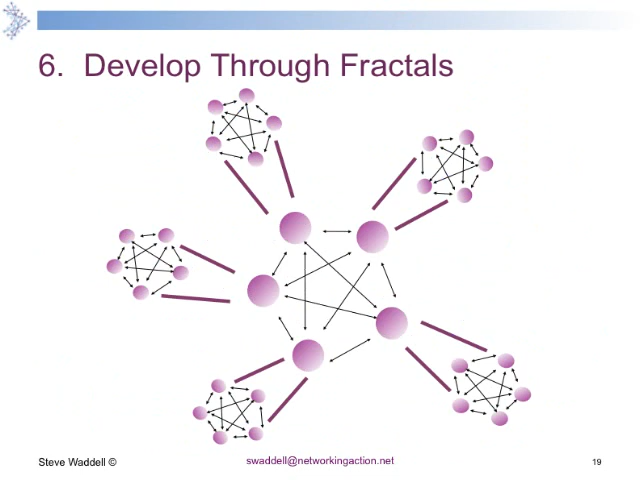 6. Develop Through Fractals
Steve Waddell ©
swaddell@networkingaction.net
19